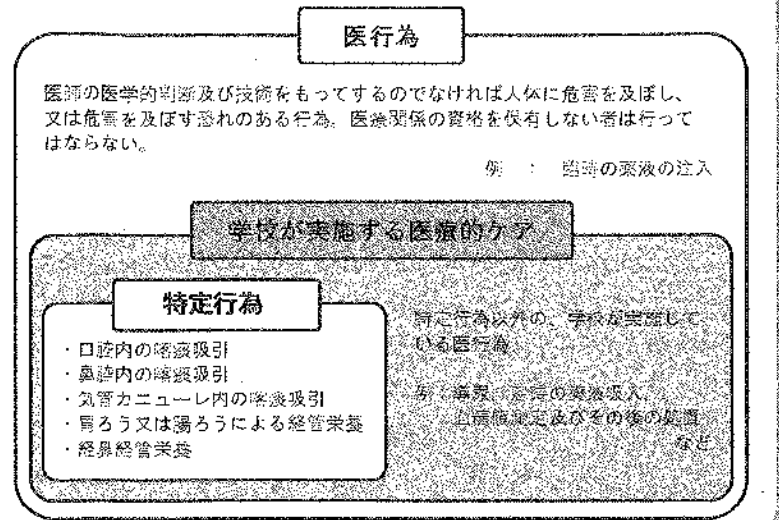 医行為
医師の医学的判断及び技術をもってするのでなければ人体に危害を及ぼし、
又は危害を及ぼす恐れのある行為。医療関係の資格を保有しない者は行って
はならない。
例 : 臨時の薬液の注入
学校が実施する医療的ケア
特定行為
・口腔内の喀痰吸引
・鼻腔内の喀痰吸引
・気管カニューレ内の喀痰吸引
・胃ろう又は腸ろうによる経管栄養
・経鼻経管栄養
特定行為以外の、学校が実施して
いる医行為
例:導尿、定時の薬液吸入、
血糖値測定及びその後の処置
など